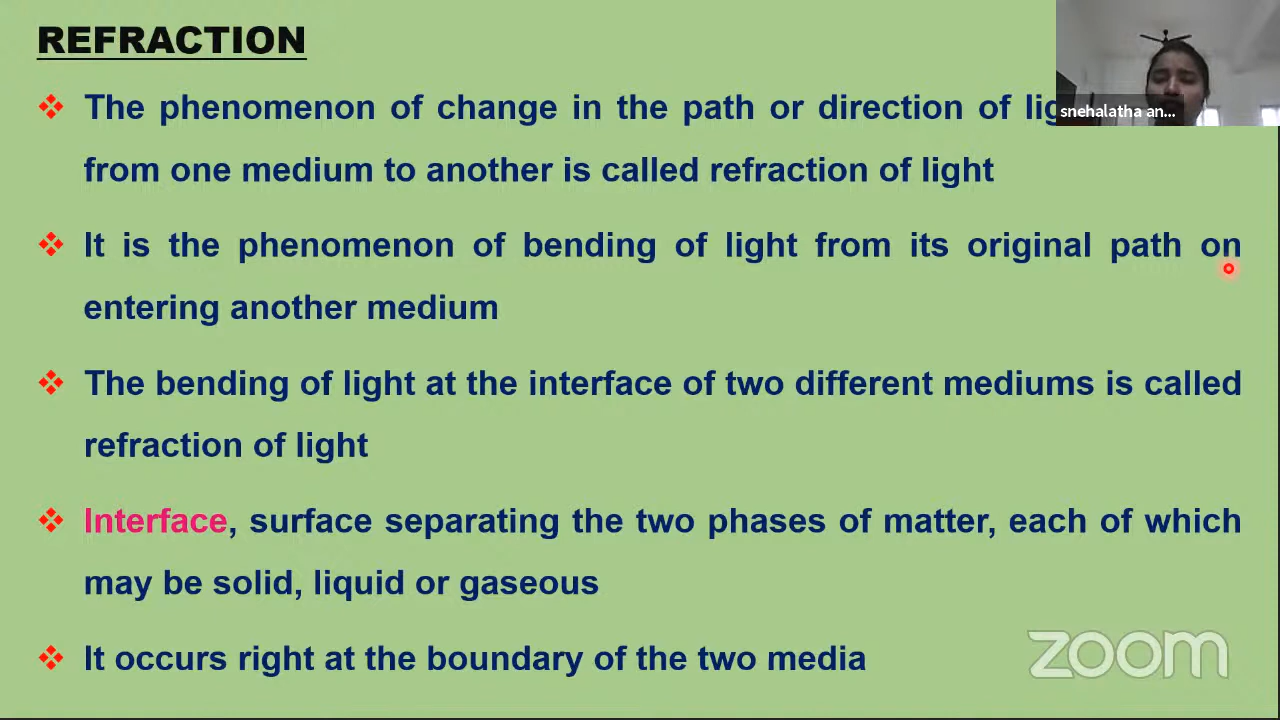 REFRACTION
❖ The phenomenon of change in the path or direction of
snehalatha an...
from one medium to another is called refraction of light
❖ It is the phenomenon of bending of light from its original path on
entering another medium
❖ The bending of light at the interface of two different mediums is called
refraction of light
❖ Interface, surface separating the two phases of matter, each of which
may be solid, liquid or gaseous
❖ It occurs right at the boundary of the two media
zoom